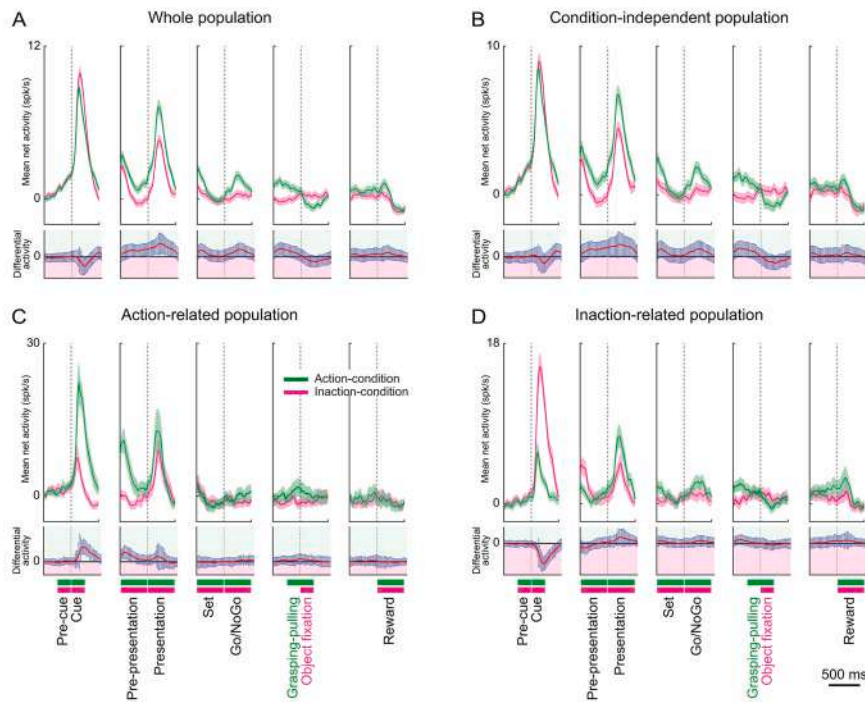 A Whole population
B Condition-independent population
12
Mean net activity (spk/s)
0
Differential activity
0
10
Mean net activity (spk/s)
0
Differential activity
0
C Action-related population
D Inaction-related population
30
Mean net activity (spk/s)
0
Differential activity
0
Action-condition
Inaction-condition
18
Mean net activity (spk/s)
0
Differential activity
0
Pre-cue
Cue
Pre-presentation
Presentation
Set
Go/NoGo
Grasping-pulling
Object fixation
Reward
Pre-cue
Cue
Pre-presentation
Presentation
Set
Go/NoGo
Grasping-pulling
Object fixation
Reward
500 ms